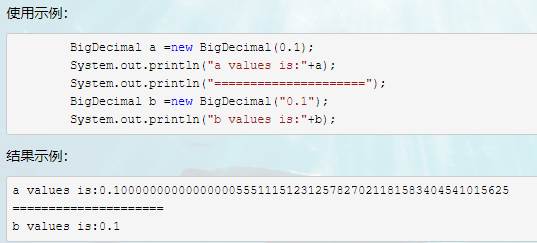 使用示例：
BigDecimal a =new BigDecimal(0.1);
System.out.println("a values is:"+a);
System.out.println("=====================");
BigDecimal b =new BigDecimal("0.1");
System.out.println("b values is:"+b);
结果示例：
a values is:0.1000000000000000055511151231257827021181583404541015625
=====================
b values is:0.1